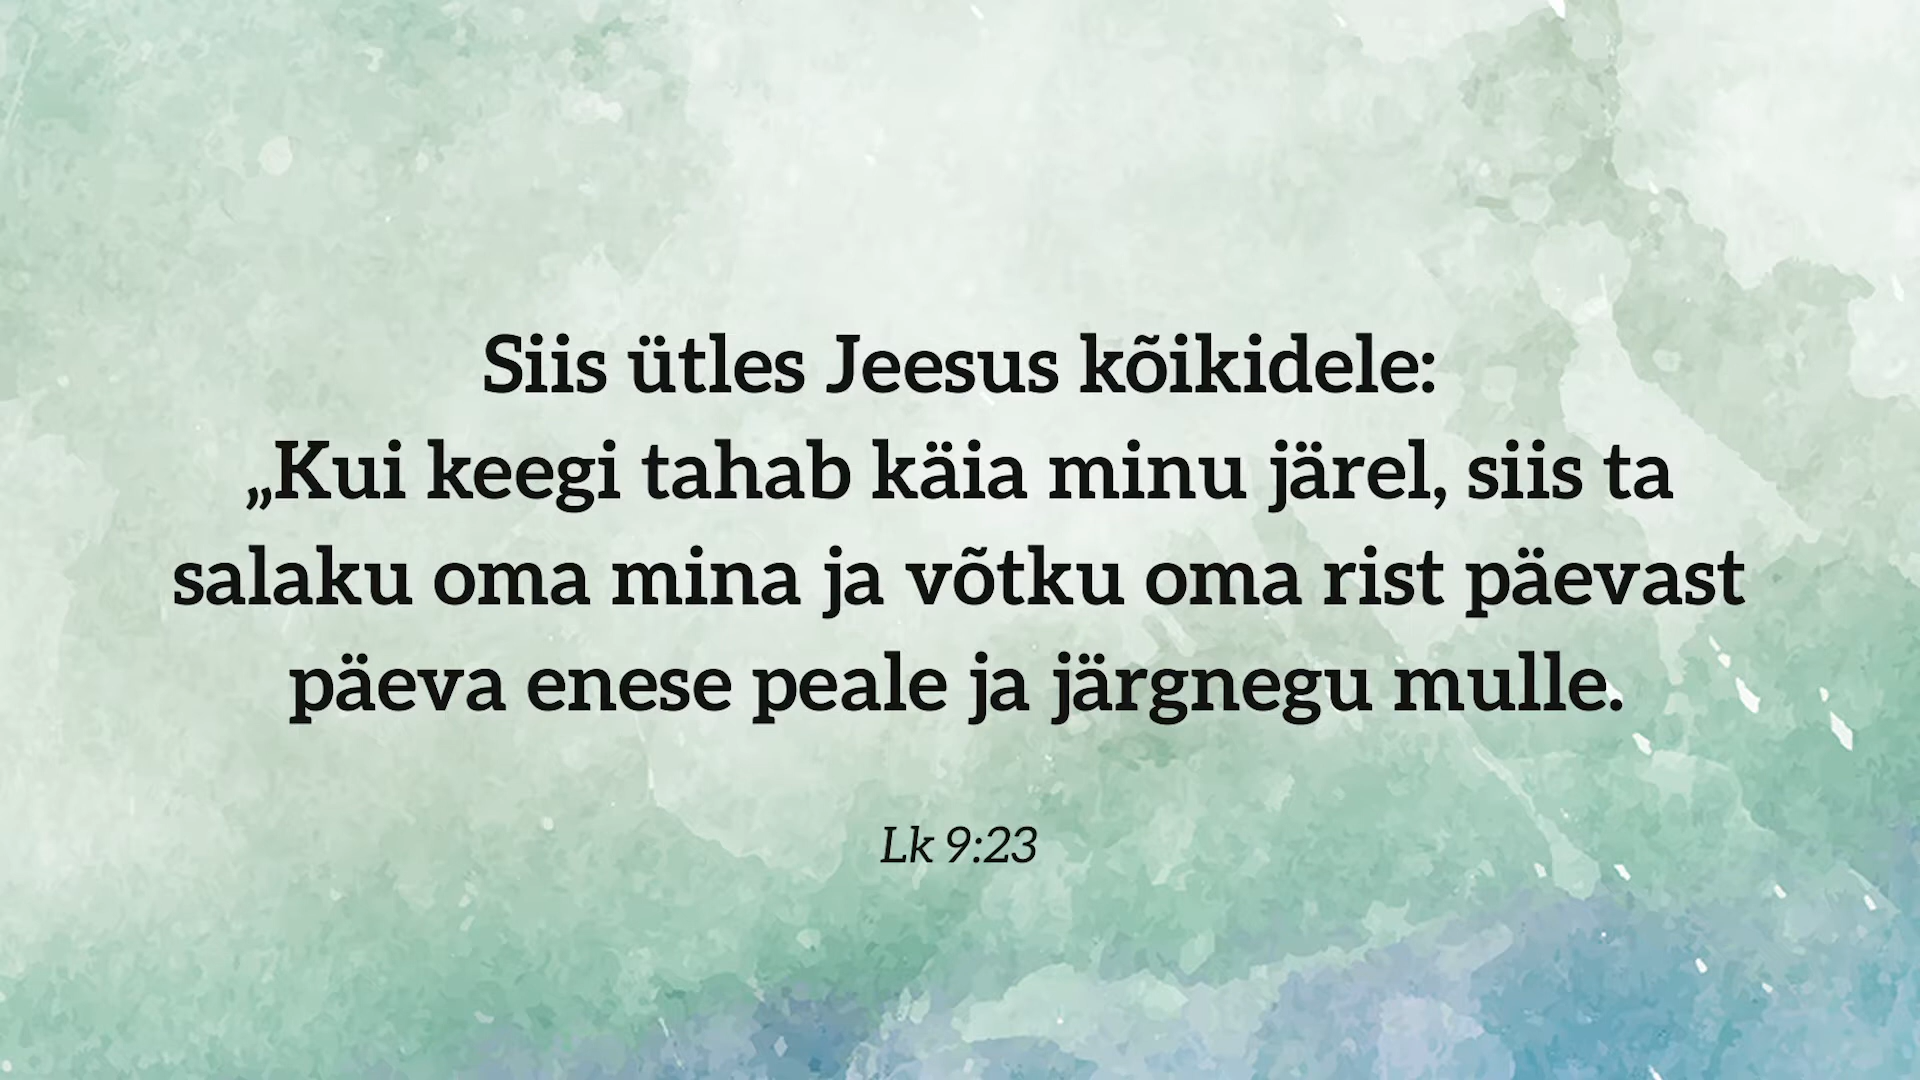 Siis ütles Jeesus kõikidele:
„Kui keegi tahab käia minu järel, siis ta
salaku oma mina ja võtku oma rist päevast
päeva enese peale ja järgnegu mulle.
Lk 9:23